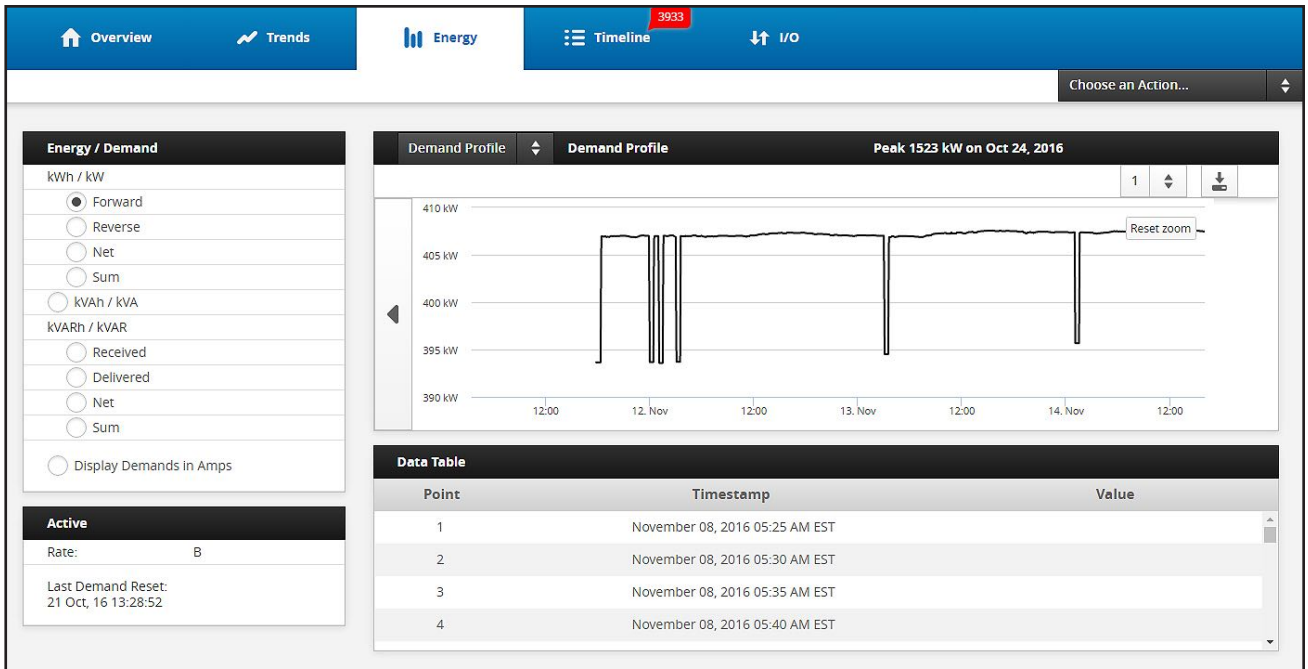 Overview Trends Energy Timeline 3933 I/O
Choose an Action...
Energy / Demand
kWh / kW
Forward
Reverse
Net
Sum
kVAh / kVA
kVARh / kVAR
Received
Delivered
Net
Sum
Display Demands in Amps
Active
Rate: B
Last Demand Reset:
21 Oct, 16 13:28:52
Demand Profile Demand Profile Peak 1523 kW on Oct 24, 2016
1
410 kW
Reset zoom
405 kW
400 kW
395 kW
390 kW
12:00 12. Nov 12:00 13. Nov 12:00 14. Nov 12:00
Data Table
Point Timestamp Value
1 November 08, 2016 05:25 AM EST
2 November 08, 2016 05:30 AM EST
3 November 08, 2016 05:35 AM EST
4 November 08, 2016 05:40 AM EST